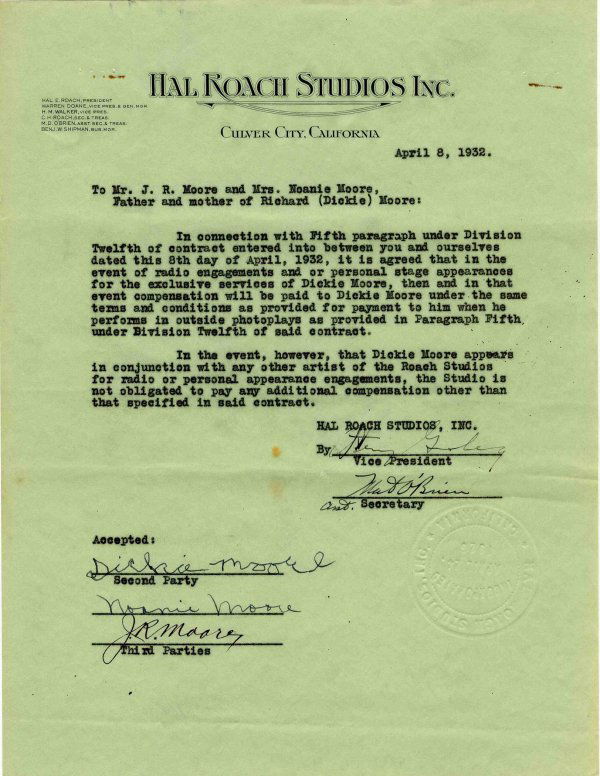 HAL ROACH STUDIOS INC.
HAL E. ROACH, PRESIDENT
WARREN DOANE, VICE PRES. & GEN. MGR.
H. M. WALKER, VICE PRES.
C. H. ROACH, SEC. & TREAS.
M. D. O'BRIEN, ASST. SEC. & TREAS.
BENJ. W. SHIPMAN, BUS. MGR.
CULVER CITY, CALIFORNIA
April 8, 1932.
To Mr. J. R. Moore and Mrs. Noanie Moore,
Father and mother of Richard (Dickie) Moore:
In connection with Fifth paragraph under Division
Twelfth of contract entered into between you and ourselves
dated this 8th day of April, 1932, it is agreed that in the
event of radio engagements and or personal stage appearances
for the exclusive services of Dickie Moore, then and in that
event compensation will be paid to Dickie Moore under the same
terms and conditions as provided for payment to him when he
performs in outside photoplays as provided in Paragraph Fifth
under Division Twelfth of said contract.
In the event, however, that Dickie Moore appears
in conjunction with any other artist of the Roach Studios
for radio or personal appearance engagements, the Studio is
not obligated to pay any additional compensation other than
that specified in said contract.
HAL ROACH STUDIOS, INC.
By
Vice President
Mat O'Brien
Asst. Secretary
Accepted:
Dickie Moore
Second Party
Noanie Moore
J.R. Moore
Third Parties